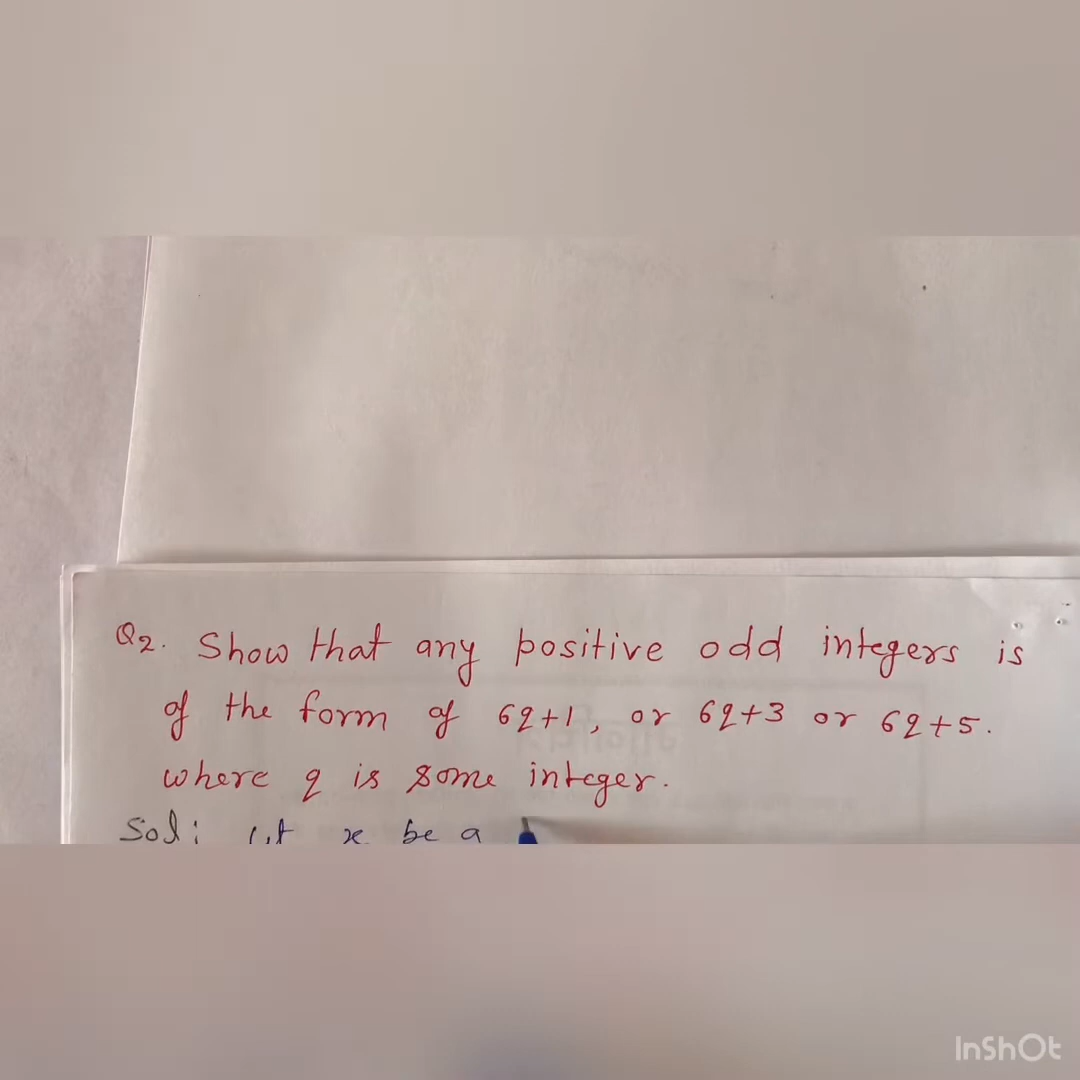 Q2. Show that any positive odd integers is
of the form of 6q+1, or 6q+3 or 6q+5.
where q is some integer.
Sol: Let x be a
InShOt